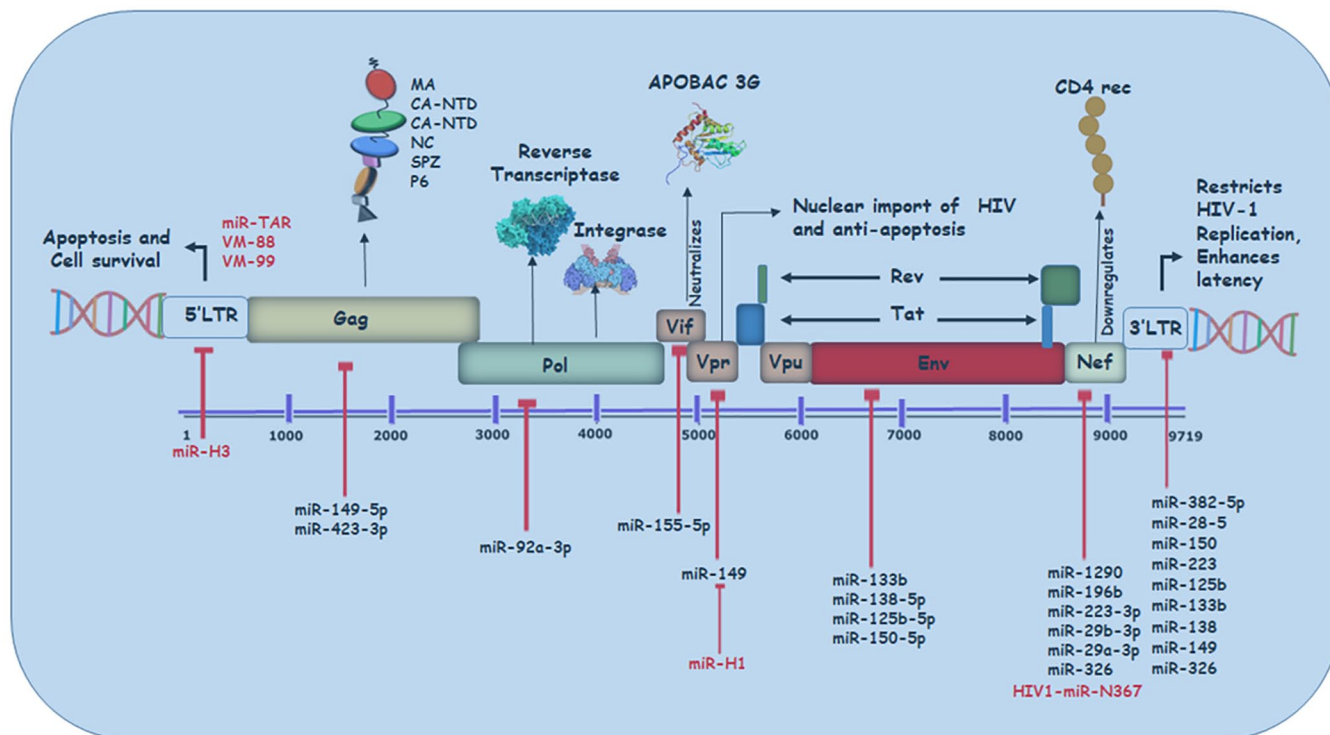 MA
CA-NTD
CA-NTD
NC
SPZ
P6
APOBAC 3G
CD4 rec
Reverse
Transcriptase
Integrase
miR-TAR
VM-88
VM-99
Apoptosis and
Cell survival
Neutralizes
Nuclear import of HIV
and anti-apoptosis
Rev
Tat
Downregulates
Restricts
HIV-1
Replication,
Enhances
latency
5'LTR
Gag
Pol
Vif
Vpr
Vpu
Env
Nef
3'LTR
1 1000 2000 3000 4000 5000 6000 7000 8000 9000 9719
miR-H3
miR-149-5p
miR-423-3p
miR-92a-3p
miR-155-5p
miR-149
miR-H1
miR-133b
miR-138-5p
miR-125b-5p
miR-150-5p
miR-1290
miR-196b
miR-223-3p
miR-29b-3p
miR-29a-3p
miR-326
HIV1-miR-N367
miR-382-5p
miR-28-5
miR-150
miR-223
miR-125b
miR-133b
miR-138
miR-149
miR-326